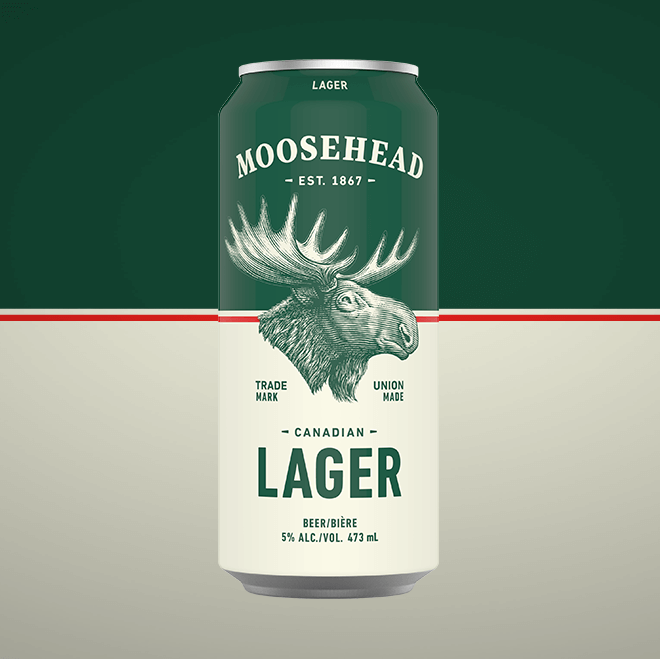 LAGER
MOOSEHEAD
EST. 1867
TRADE MARK
UNION MADE
CANADIAN
LAGER
BEER/BIÈRE
5% ALC./VOL. 473 mL